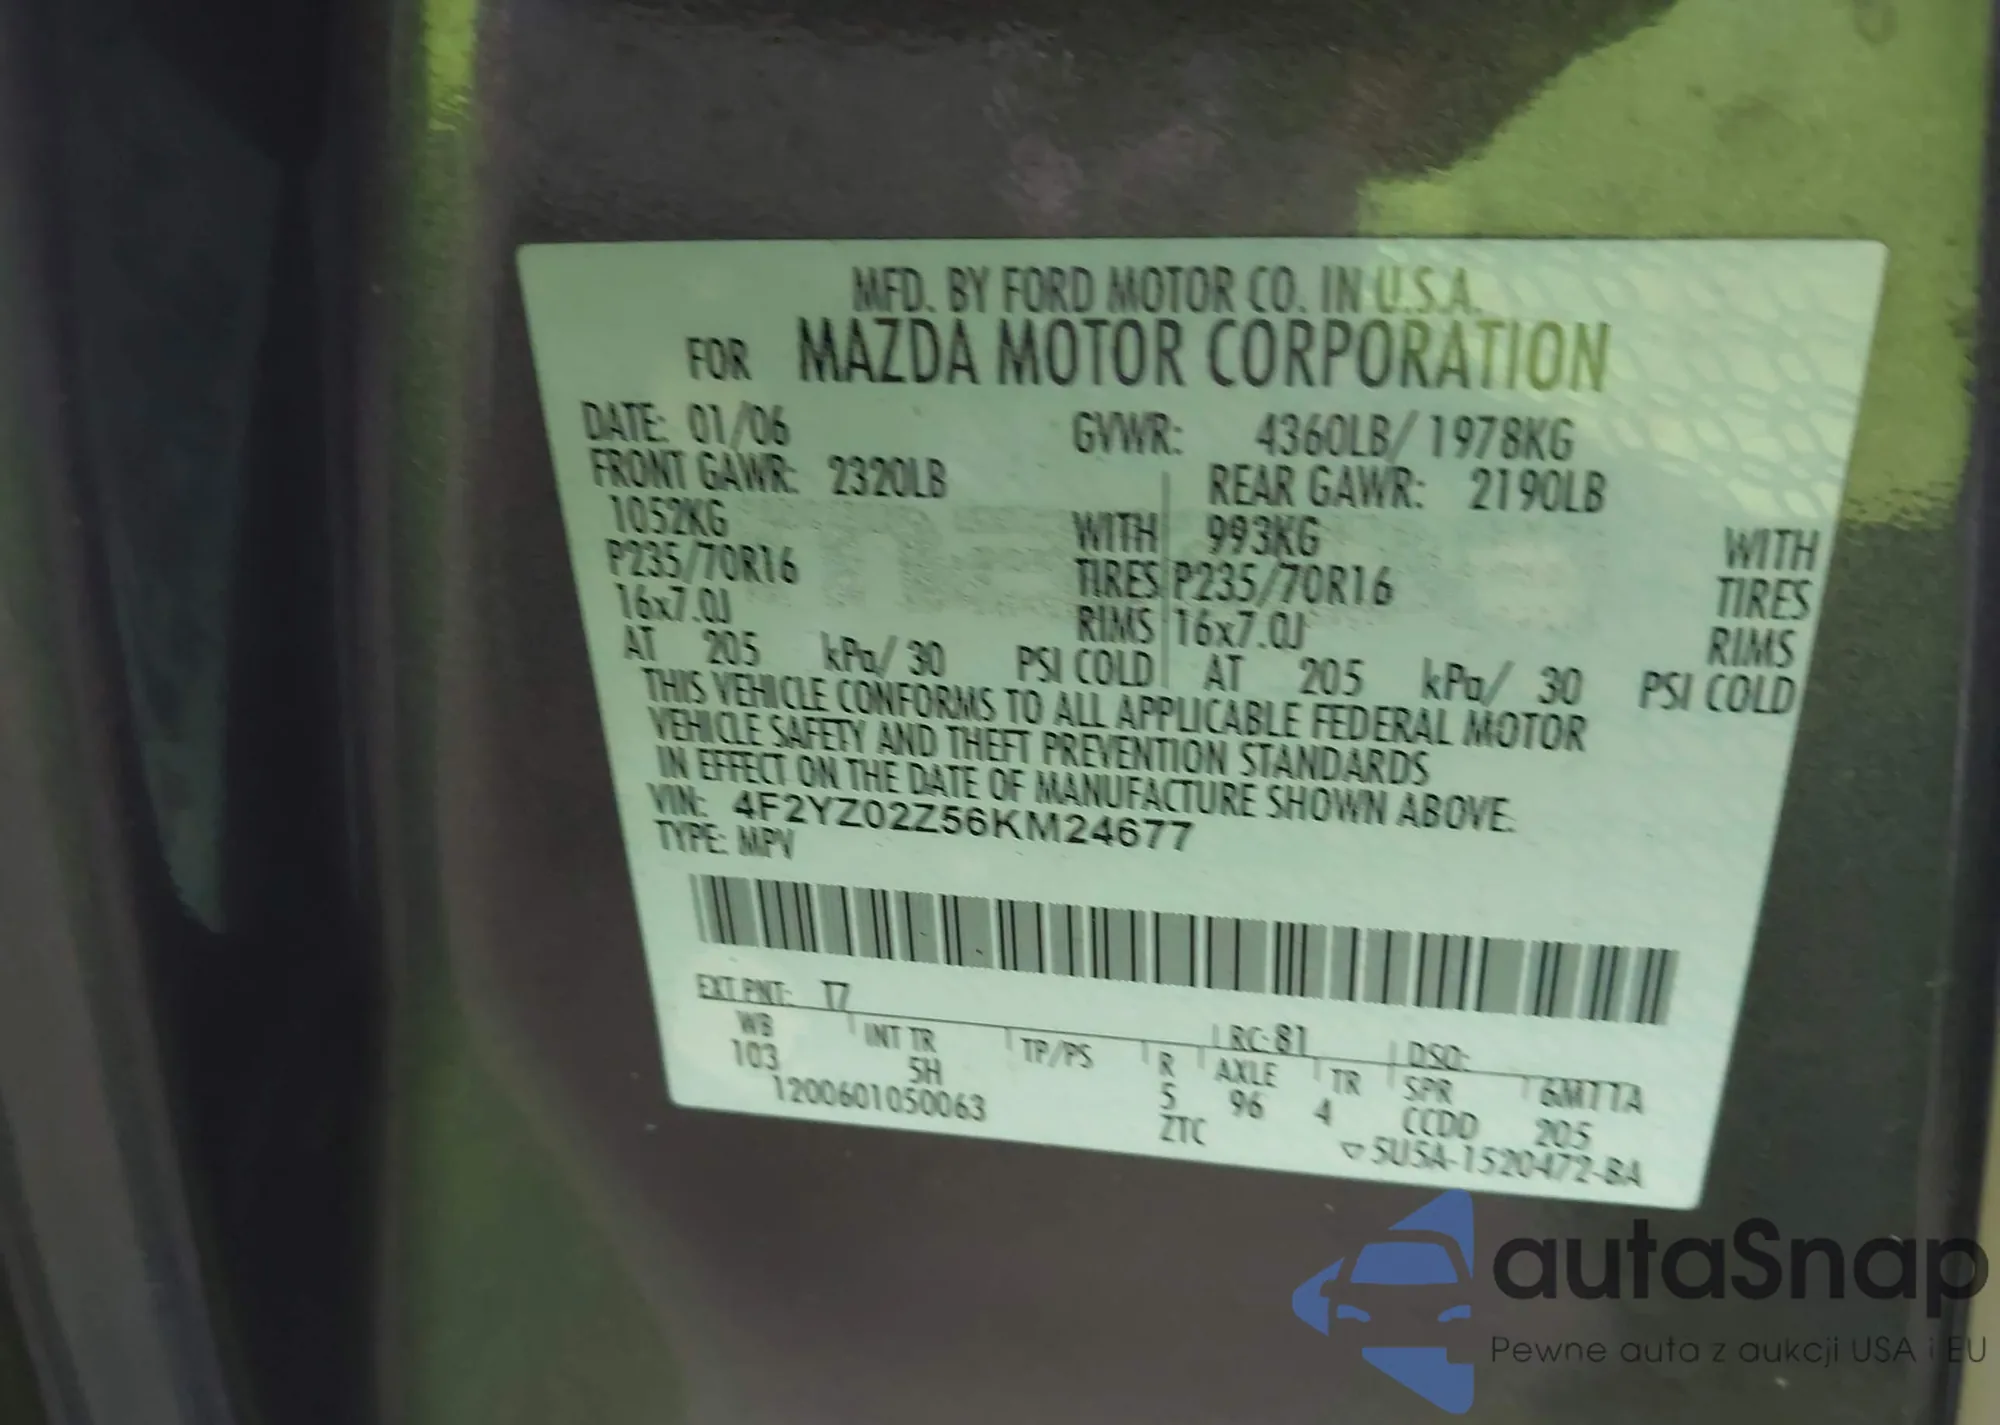 MFD. BY FORD MOTOR CO. IN U.S.A.
FOR MAZDA MOTOR CORPORATION
DATE: 01/06 GVWR: 4360LB/ 1978KG
FRONT GAWR: 2320LB REAR GAWR: 2190LB
1052KG WITH 993KG WITH
P235/70R16 TIRES P235/70R16 TIRES
16x7.0J RIMS 16x7.0J RIMS
AT 205 kPa/ 30 PSI COLD AT 205 kPa/ 30 PSI COLD
THIS VEHICLE CONFORMS TO ALL APPLICABLE FEDERAL MOTOR
VEHICLE SAFETY AND THEFT PREVENTION STANDARDS
IN EFFECT ON THE DATE OF MANUFACTURE SHOWN ABOVE.
VIN: 4F2YZ02Z56KM24677
TYPE: MPV
EXT PNT: T7 RC: 81 DSO:
WB INT TR TP/PS R AXLE TR SPR 6M11A
103 5H 5 96 4 CCDD 205
1200601050063 ZTC ▽ 5U5A-1520472-BA
autaSnap
Pewne auta z aukcji USA i EU